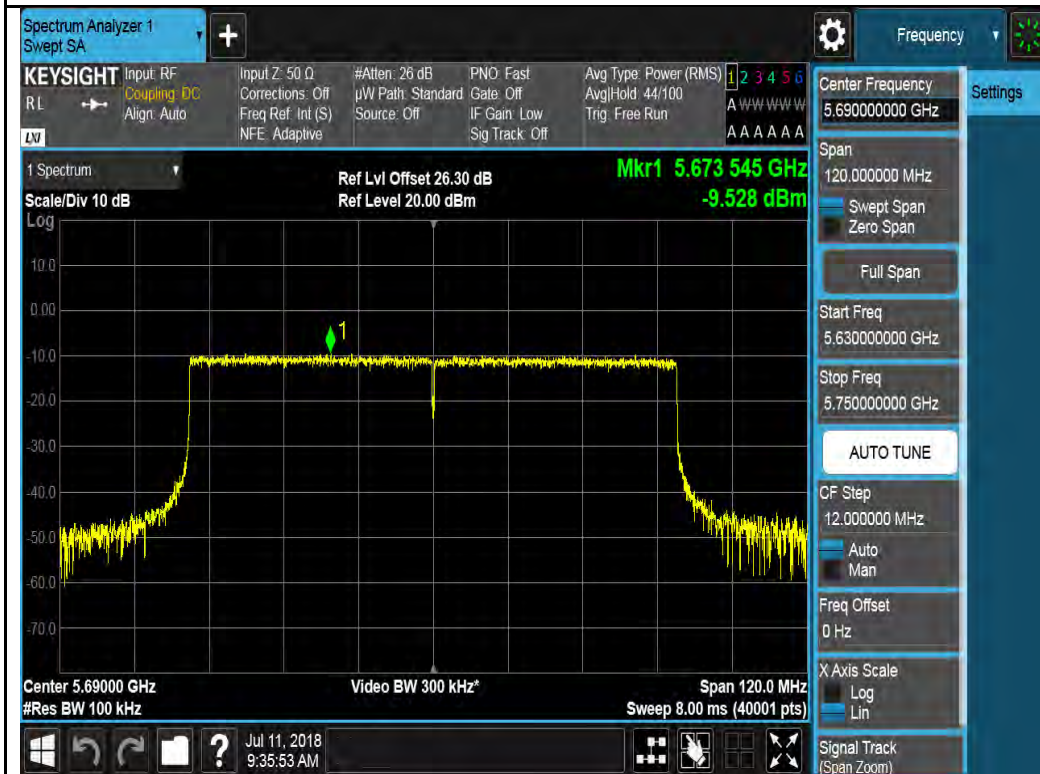 Spectrum Analyzer 1
Swept SA
+
Frequency
KEYSIGHT
RL
LXI
Input: RF
Coupling: DC
Align: Auto
Input Z: 50 Ω
Corrections: Off
Freq Ref: Int (S)
NFE: Adaptive
#Atten: 26 dB
µW Path: Standard
Source: Off
PNO: Fast
Gate: Off
IF Gain: Low
Sig Track: Off
Avg Type: Power (RMS)
Avg|Hold: 44/100
Trig: Free Run
1 2 3 4 5 6
A W W W W W
A A A A A A
Center Frequency
5.690000000 GHz
Settings
Span
120.000000 MHz
Swept Span
Zero Span
Full Span
Start Freq
5.630000000 GHz
Stop Freq
5.750000000 GHz
AUTO TUNE
CF Step
12.000000 MHz
Auto
Man
Freq Offset
0 Hz
X Axis Scale
Log
Lin
Signal Track
(Span Zoom)
1 Spectrum
Scale/Div 10 dB
Log
Ref Lvl Offset 26.30 dB
Ref Level 20.00 dBm
Mkr1 5.673 545 GHz
-9.528 dBm
10.0
0.00
-10.0
-20.0
-30.0
-40.0
-50.0
-60.0
-70.0
1
Center 5.69000 GHz
#Res BW 100 kHz
Video BW 300 kHz*
Span 120.0 MHz
Sweep 8.00 ms (40001 pts)
?
Jul 11, 2018
9:35:53 AM